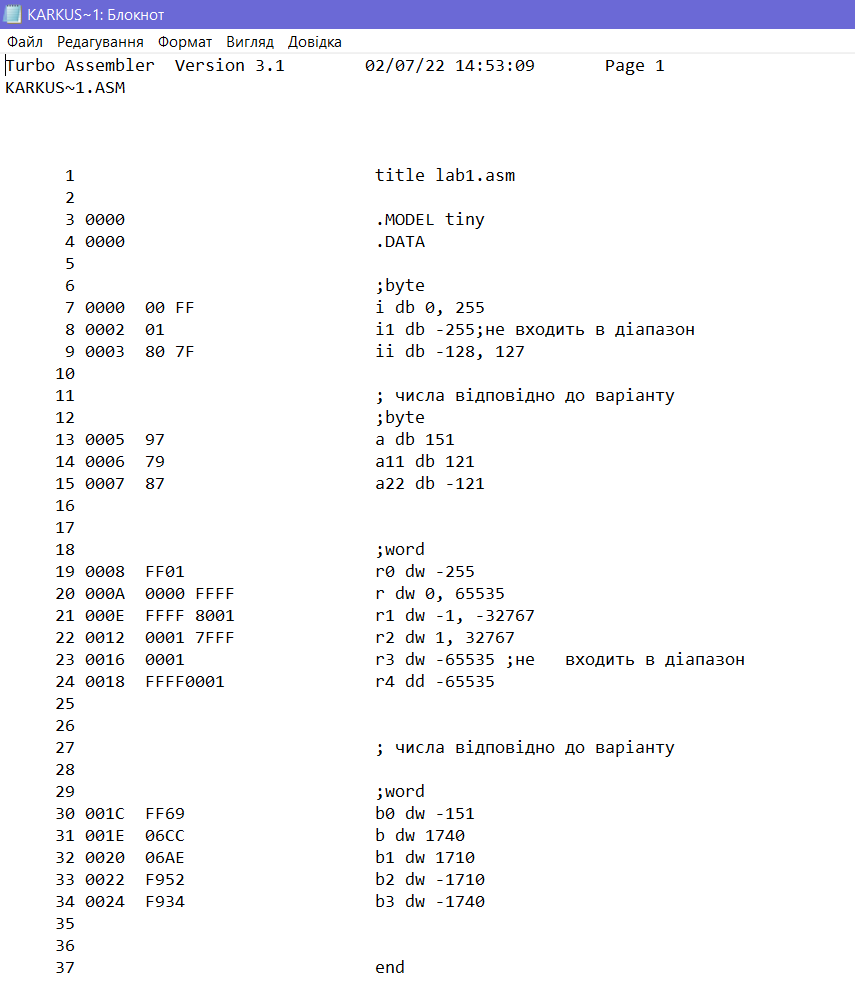 KARKUS~1: Блокнот
Файл Редагування Формат Вигляд Довідка
Turbo Assembler Version 3.1 02/07/22 14:53:09 Page 1
KARKUS~1.ASM
1 title lab1.asm
2
3 0000 .MODEL tiny
4 0000 .DATA
5
6 ;byte
7 0000 00 FF i db 0, 255
8 0002 01 i1 db -255;не входить в діапазон
9 0003 80 7F ii db -128, 127
10
11 ; числа відповідно до варіанту
12 ;byte
13 0005 97 a db 151
14 0006 79 a11 db 121
15 0007 87 a22 db -121
16
17
18 ;word
19 0008 FF01 r0 dw -255
20 000A 0000 FFFF r dw 0, 65535
21 000E FFFF 8001 r1 dw -1, -32767
22 0012 0001 7FFF r2 dw 1, 32767
23 0016 0001 r3 dw -65535 ;не входить в діапазон
24 0018 FFFF0001 r4 dd -65535
25
26
27 ; числа відповідно до варіанту
28
29 ;word
30 001C FF69 b0 dw -151
31 001E 06CC b dw 1740
32 0020 06AE b1 dw 1710
33 0022 F952 b2 dw -1710
34 0024 F934 b3 dw -1740
35
36
37 end